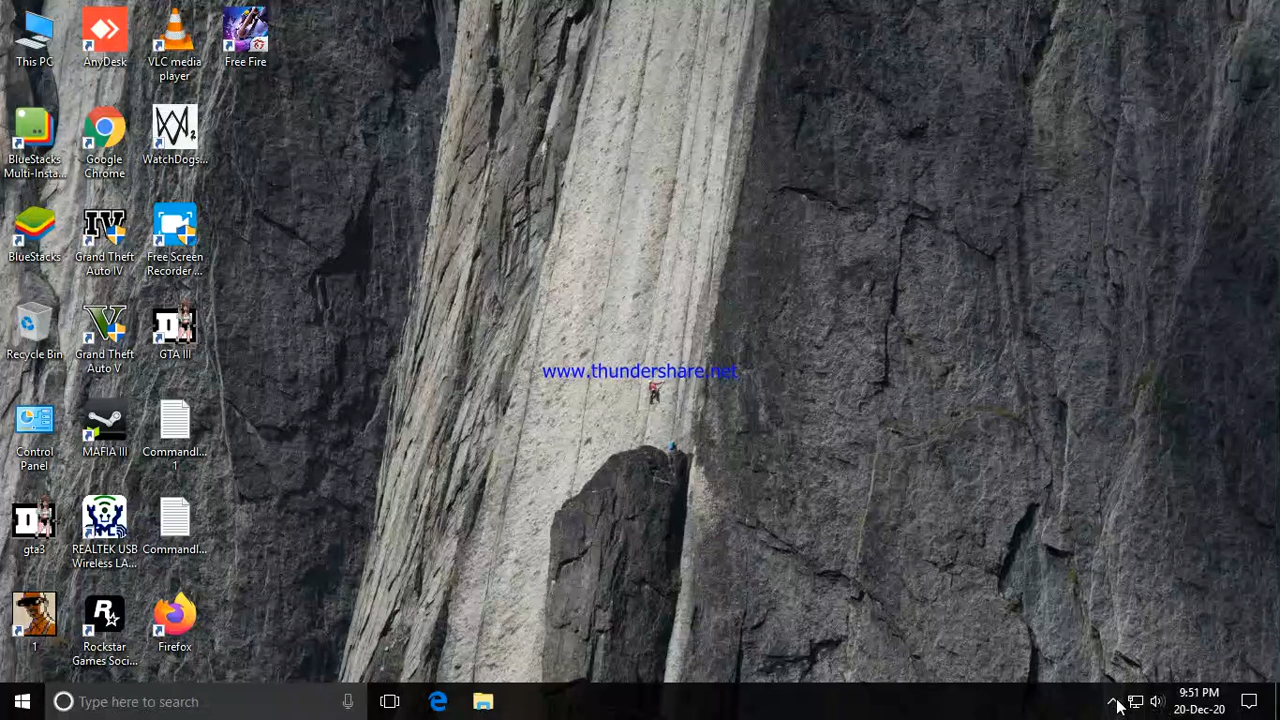 This PC
AnyDesk
VLC media
player
Free Fire
BlueStacks
Multi-Insta...
Google
Chrome
WatchDogs...
BlueStacks
Grand Theft
Auto IV
Free Screen
Recorder ...
Recycle Bin
Grand Theft
Auto V
GTA III
Control
Panel
MAFIA III
Commandl...
1
gta3
REALTEK USB
Wireless LA...
Commandl...
1
Rockstar
Games Soci...
Firefox
www.thundershare.net
Type here to search
9:51 PM
20-Dec-20